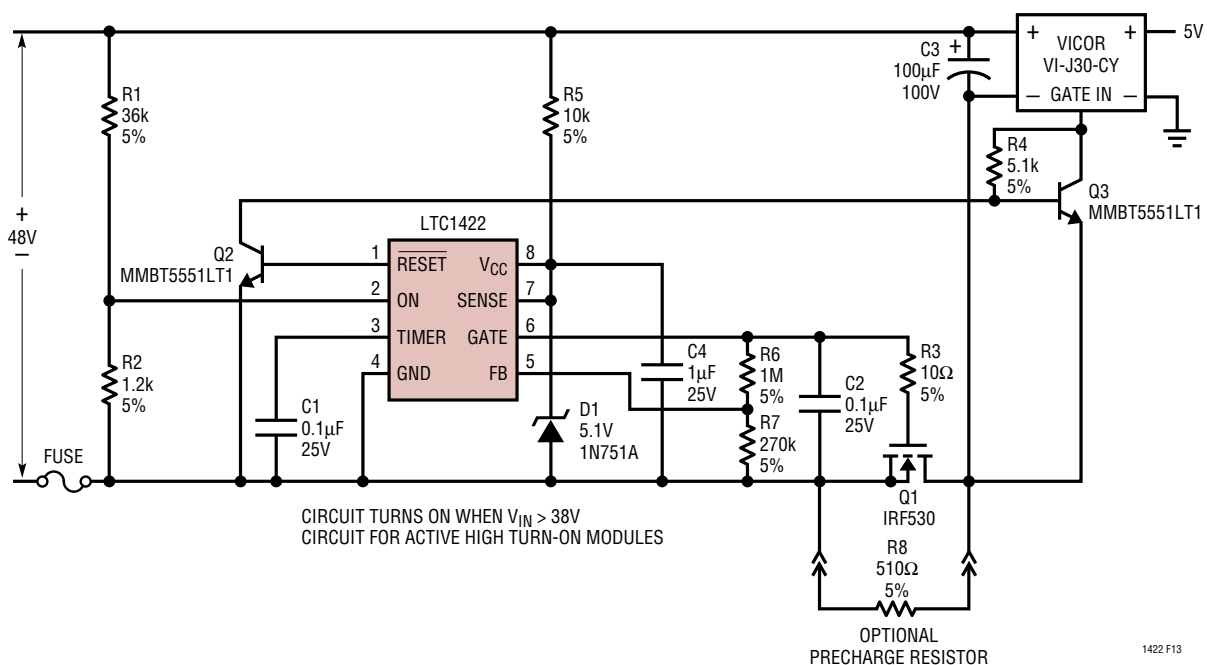 +
48V
−
FUSE
R1
36k
5%
R2
1.2k
5%
Q2
MMBT5551LT1
C1
0.1µF
25V
LTC1422
1
RESET
2
ON
3
TIMER
4
GND
VCC
8
SENSE
7
GATE
6
FB
5
R5
10k
5%
D1
5.1V
1N751A
C4
1µF
25V
R6
1M
5%
R7
270k
5%
C2
0.1µF
25V
R3
10Ω
5%
Q1
IRF530
R8
510Ω
5%
OPTIONAL
PRECHARGE RESISTOR
C3
+
100µF
100V
+
VICOR
+
VI-J30-CY
− GATE IN −
5V
R4
5.1k
5%
Q3
MMBT5551LT1
CIRCUIT TURNS ON WHEN VIN > 38V
CIRCUIT FOR ACTIVE HIGH TURN-ON MODULES
1422 F13